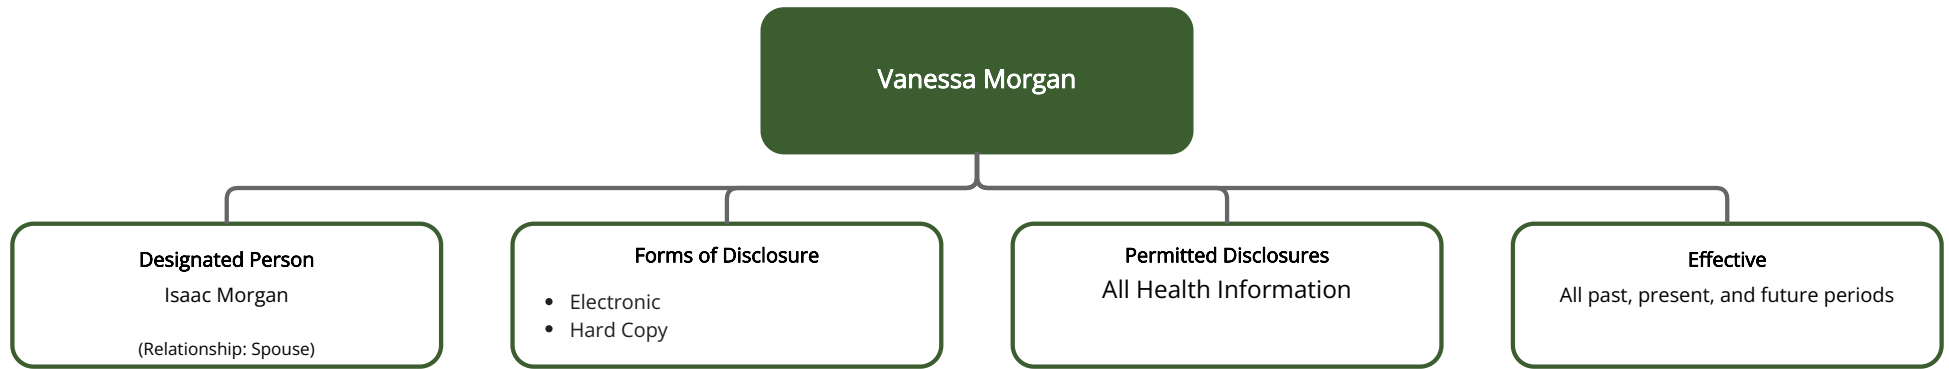 Vanessa Morgan
Designated Person
Isaac Morgan
(Relationship: Spouse)
Forms of Disclosure
• Electronic
• Hard Copy
Permitted Disclosures
All Health Information
Effective
All past, present, and future periods